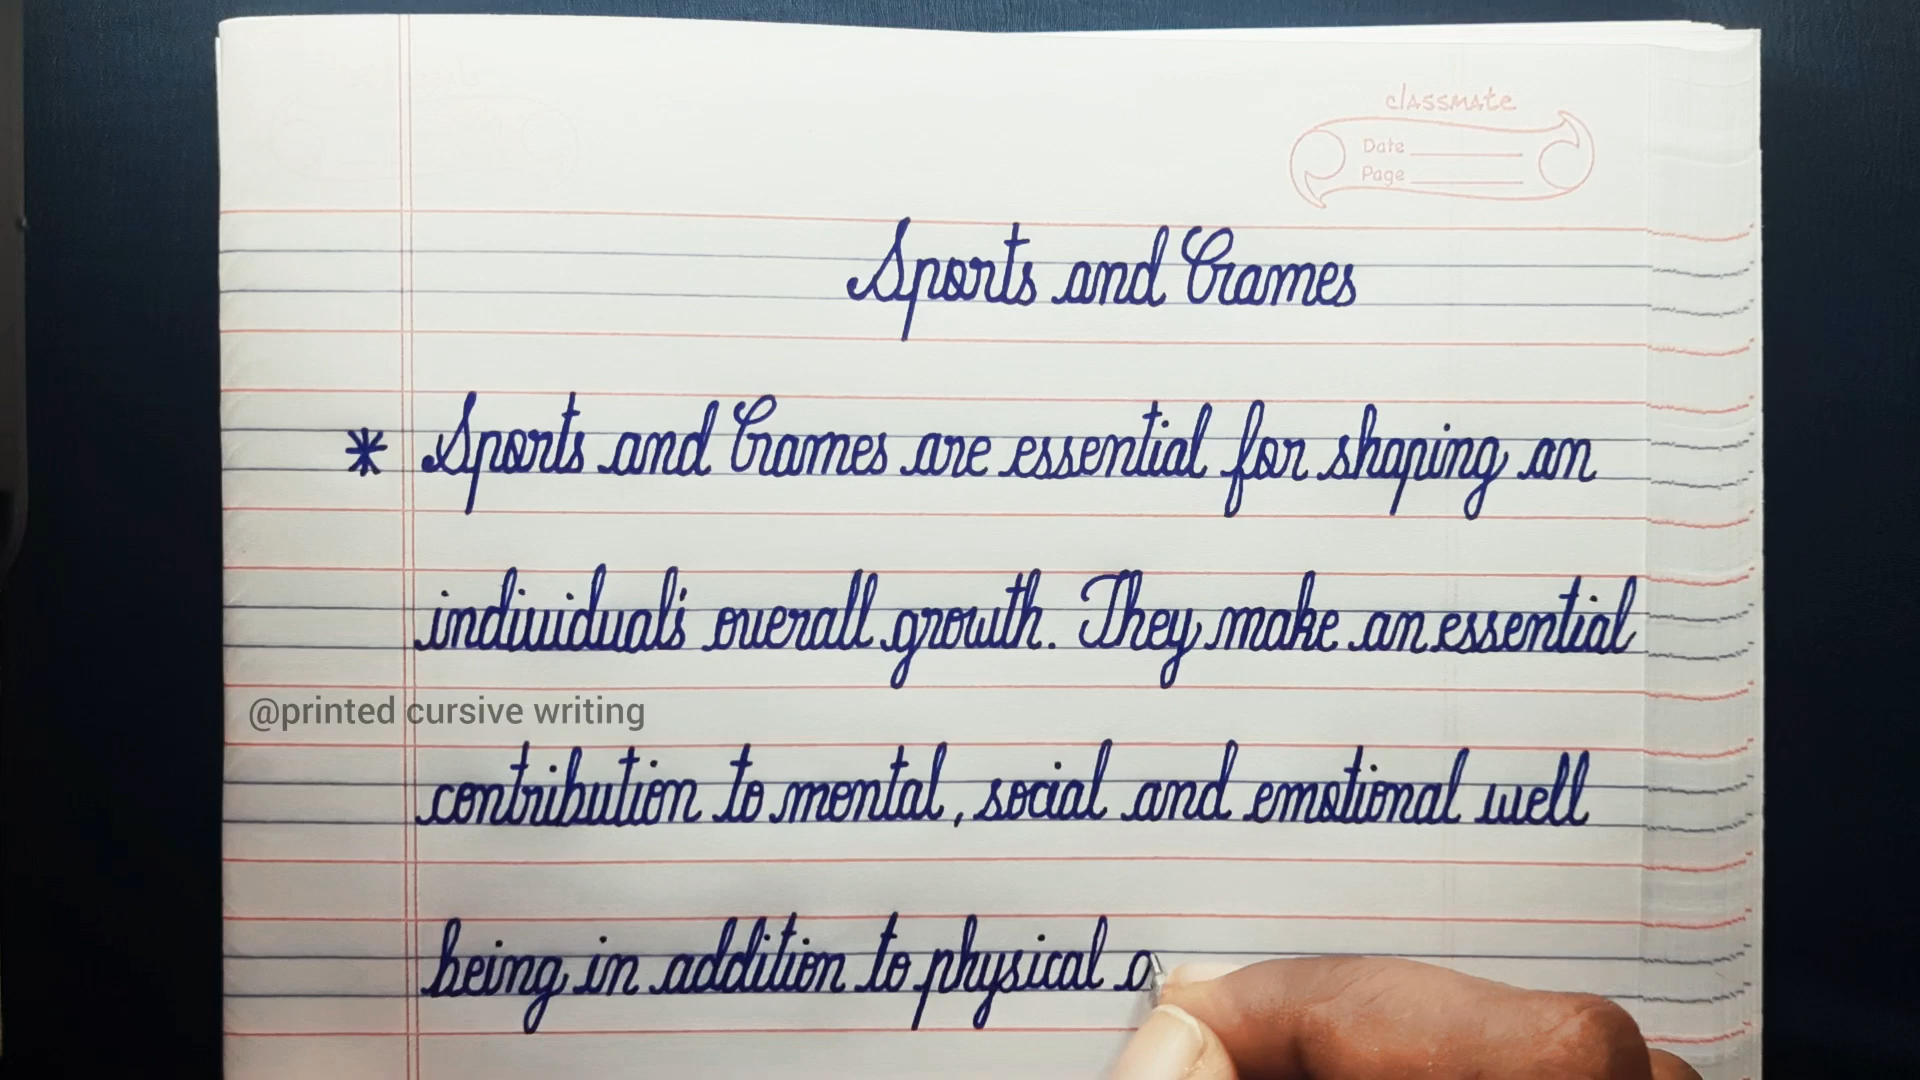 classmate
Date
Page
Sports and Games
* Sports and Games are essential for shaping an
individual's overall growth. They make an essential
@printed cursive writing
contribution to mental, social and emotional well
being in addition to physical a